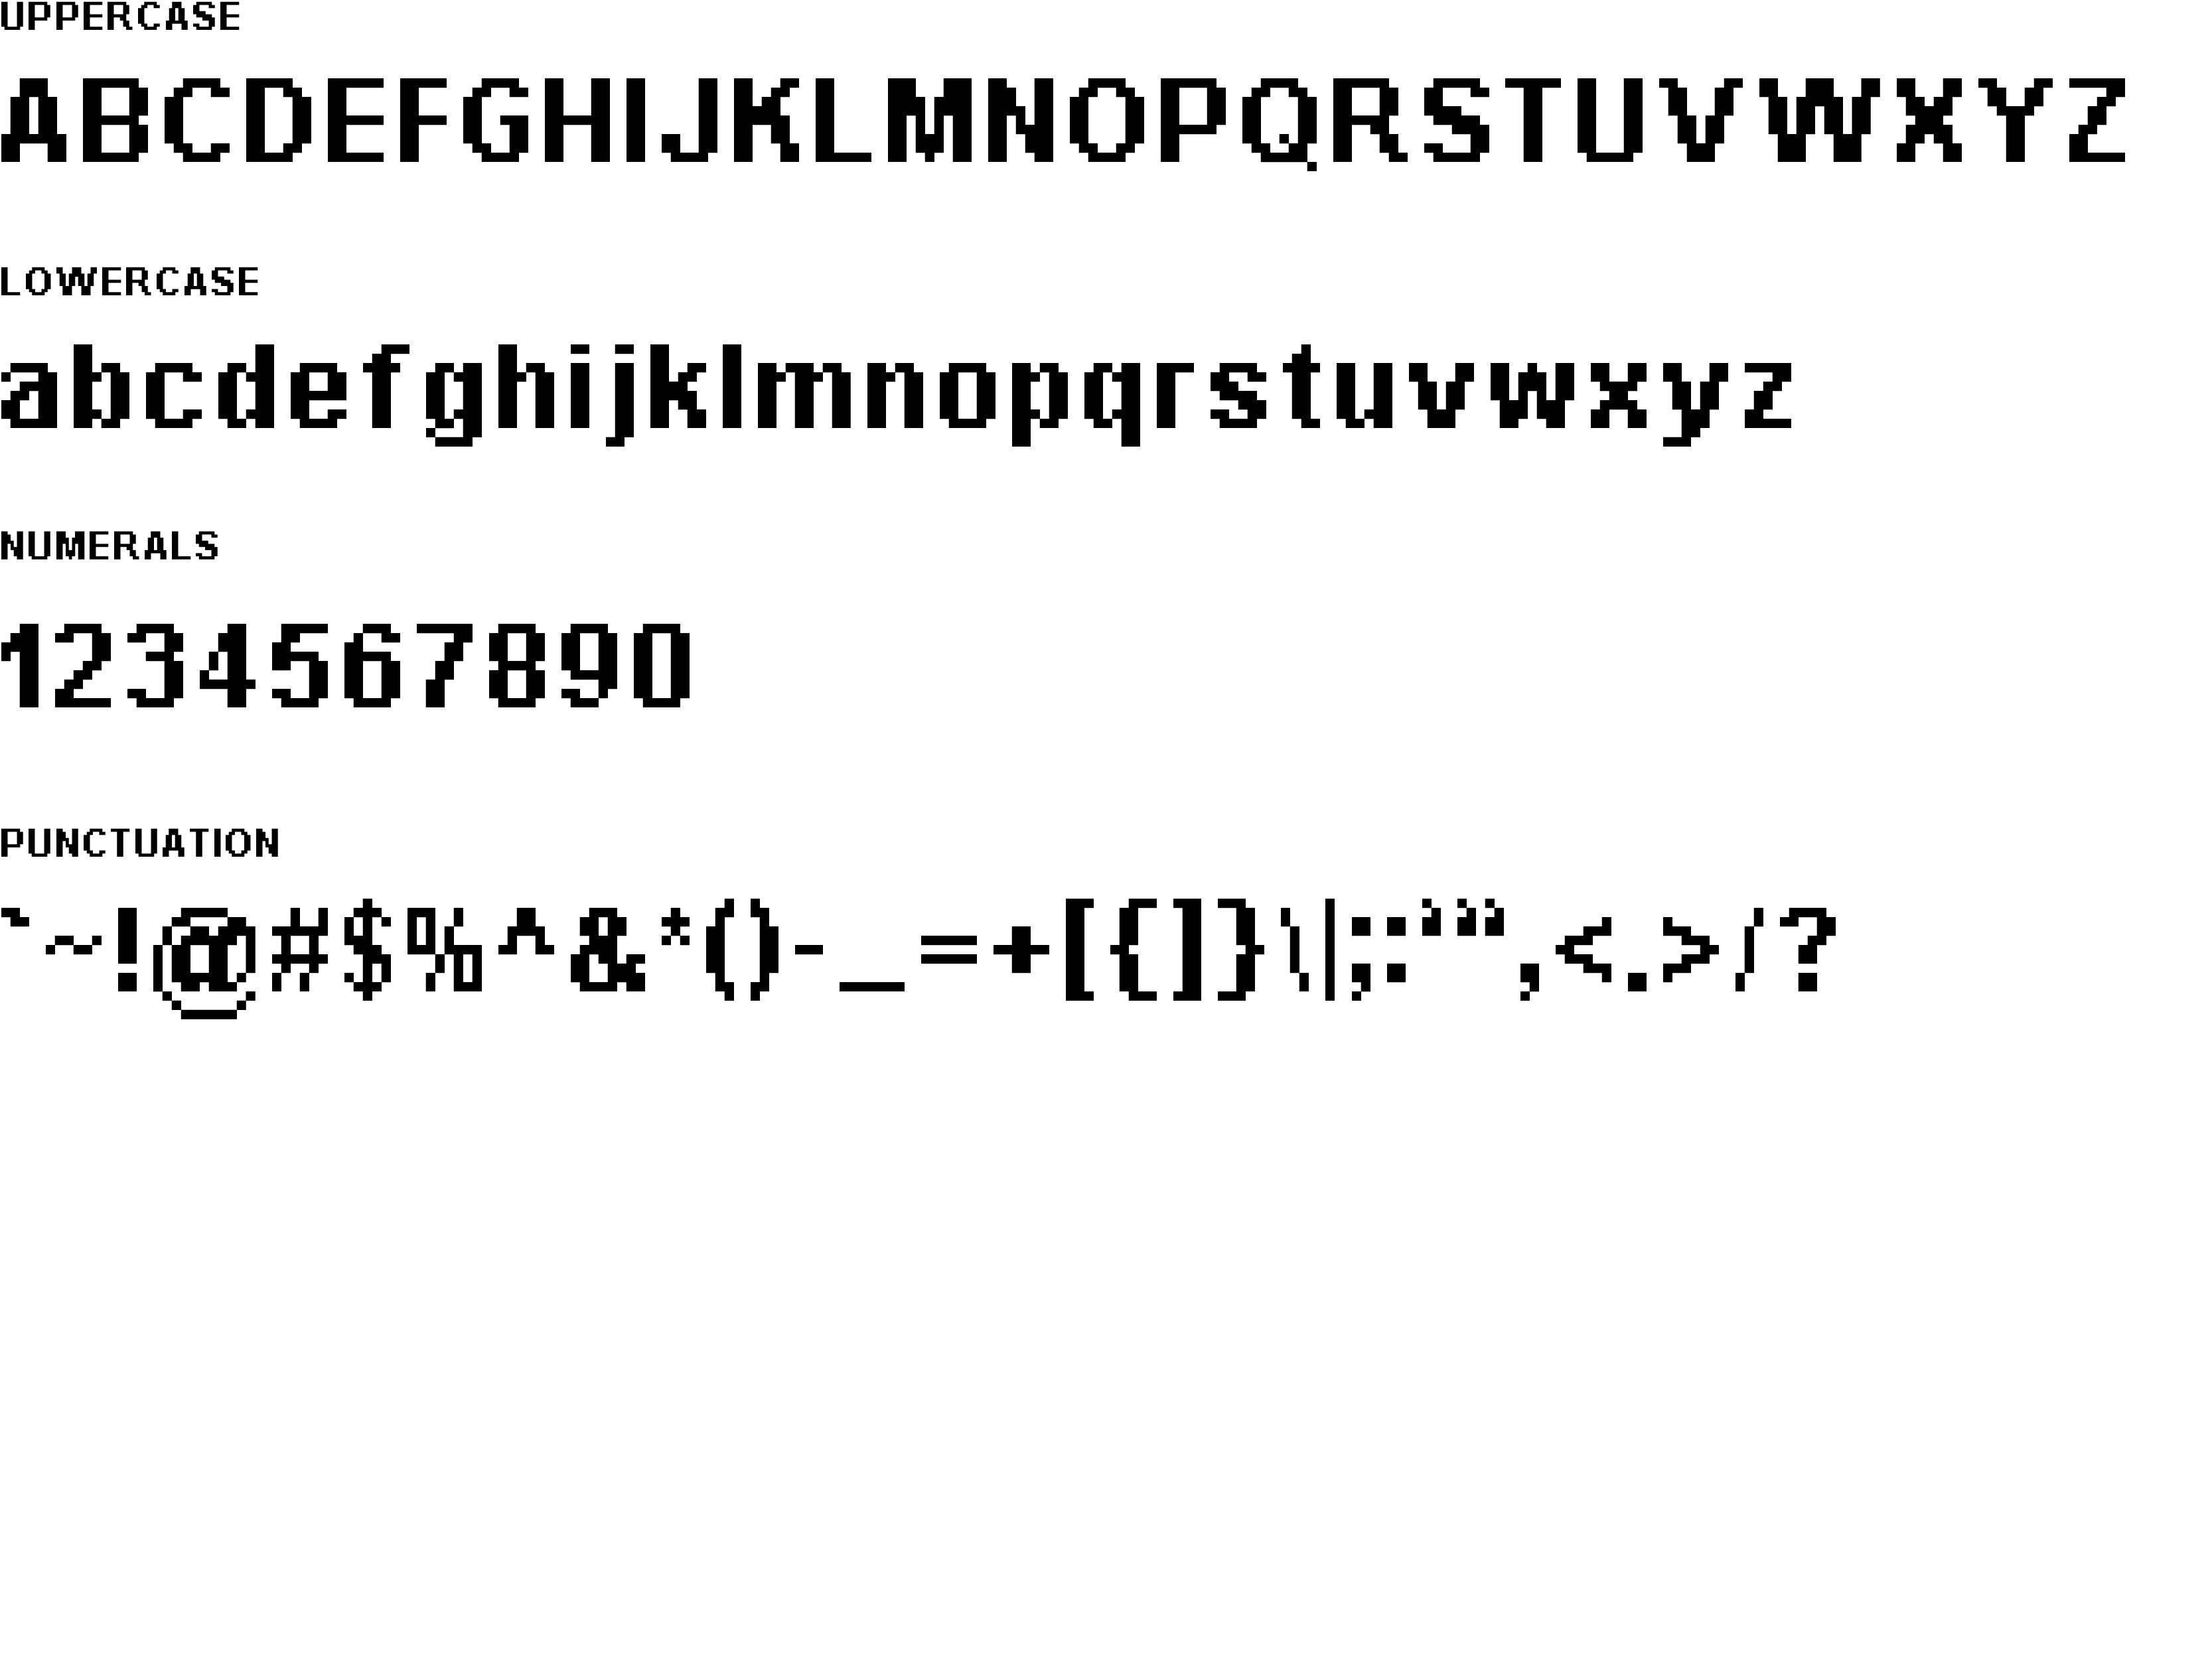 UPPERCASE
ABCDEFGHIJKLMNOPQRSTUVWXYZ
LOWERCASE
abcdefghijklmnopqrstuvwxyz
NUMERALS
1234567890
PUNCTUATION
`~!@#$%^&*()-_=+[{]}\|;:'",<.>/?